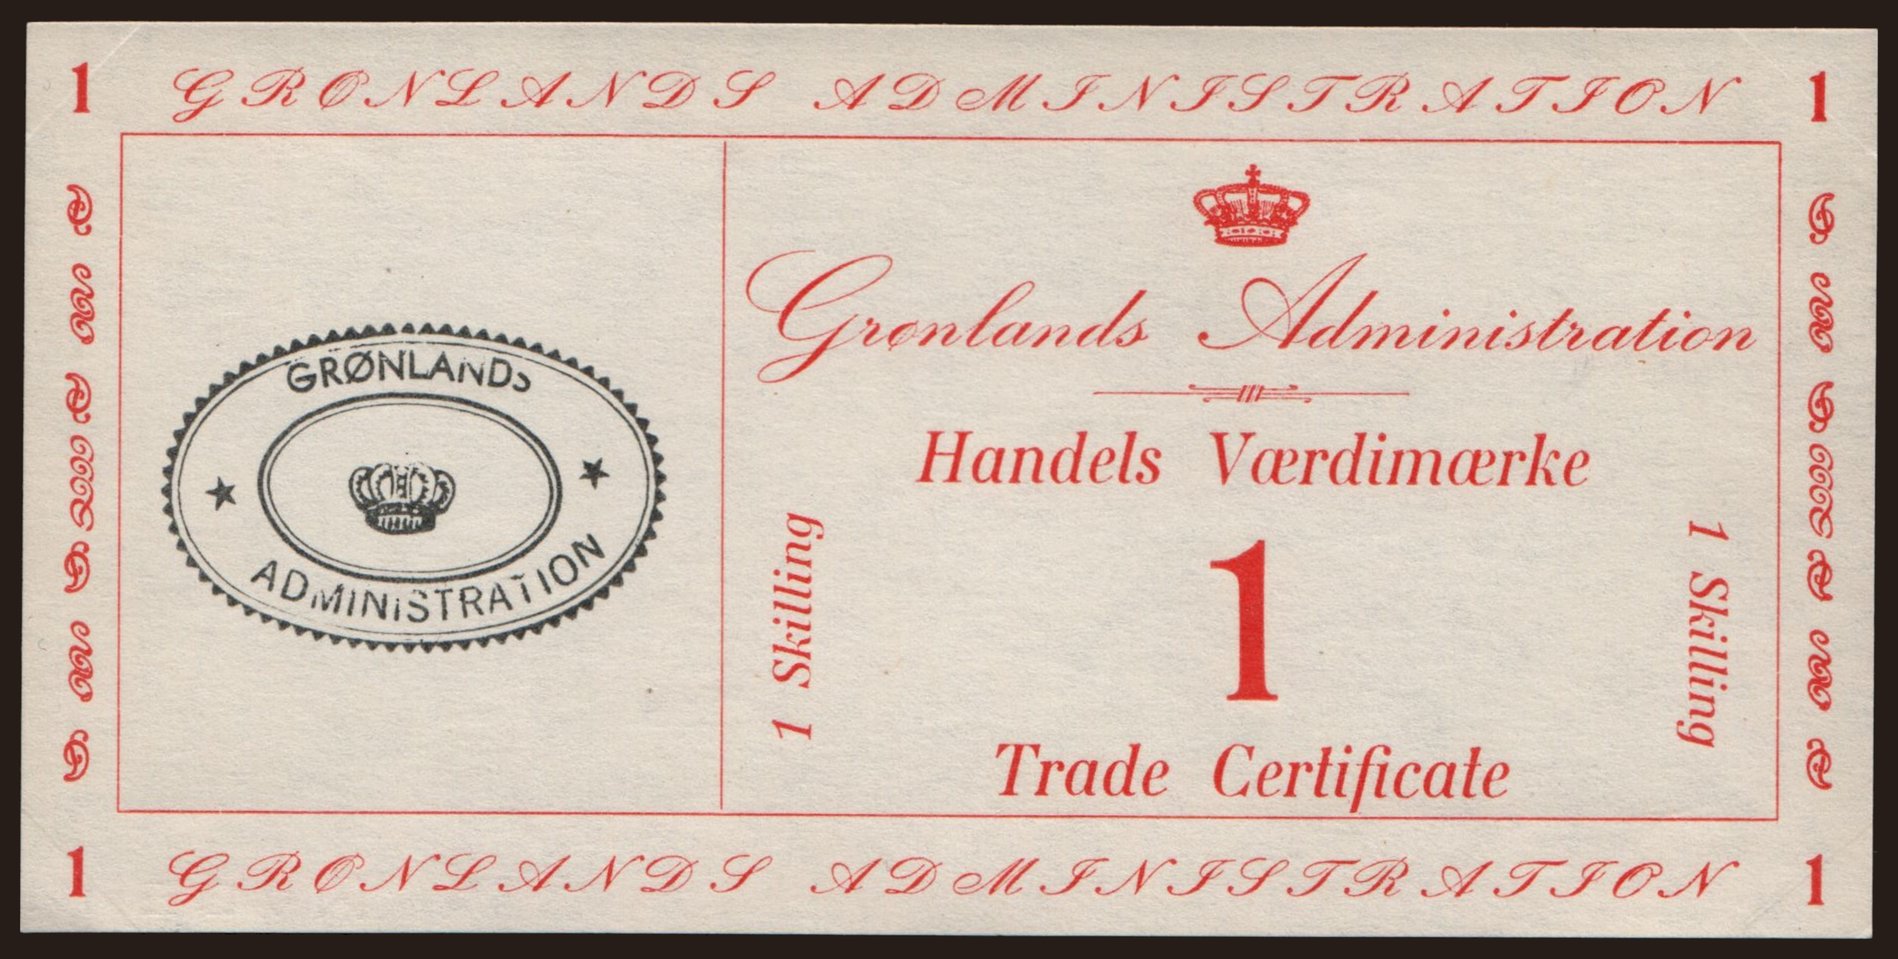 1 GRØNLANDS ADMINISTRATION 1
GRØNLANDS
ADMINISTRATION
Grønlands Administration
Handels Værdimærke
1 Skilling
1
1 Skilling
Trade Certificate
1 GRØNLANDS ADMINISTRATION 1